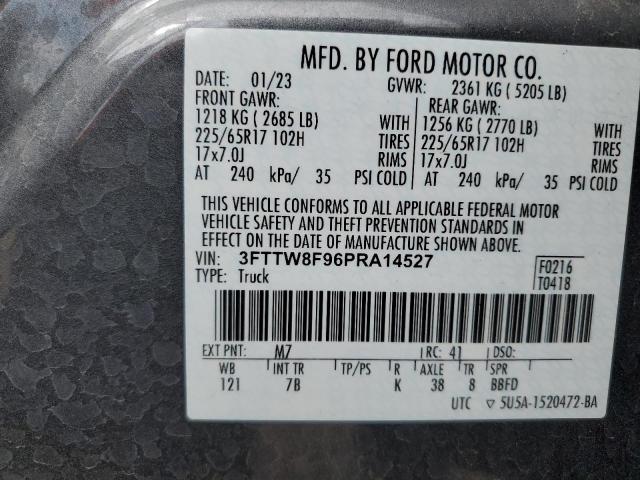 MFD. BY FORD MOTOR CO.
DATE: 01/23 GVWR: 2361 KG ( 5205 LB)
FRONT GAWR: REAR GAWR:
1218 KG ( 2685 LB) WITH 1256 KG ( 2770 LB) WITH
225/65R17 102H TIRES 225/65R17 102H TIRES
17x7.0J RIMS 17x7.0J RIMS
AT 240 kPa/ 35 PSI COLD AT 240 kPa/ 35 PSI COLD
THIS VEHICLE CONFORMS TO ALL APPLICABLE FEDERAL MOTOR
VEHICLE SAFETY AND THEFT PREVENTION STANDARDS IN
EFFECT ON THE DATE OF MANUFACTURE SHOWN ABOVE.
VIN: 3FTTW8F96PRA14527 F0216
TYPE: Truck T0418
EXT PNT: M7 RC: 41 DSO:
WB INT TR TP/PS R AXLE TR SPR
121 7B K 38 8 BBFD
UTC ▽ 5U5A-1520472-BA